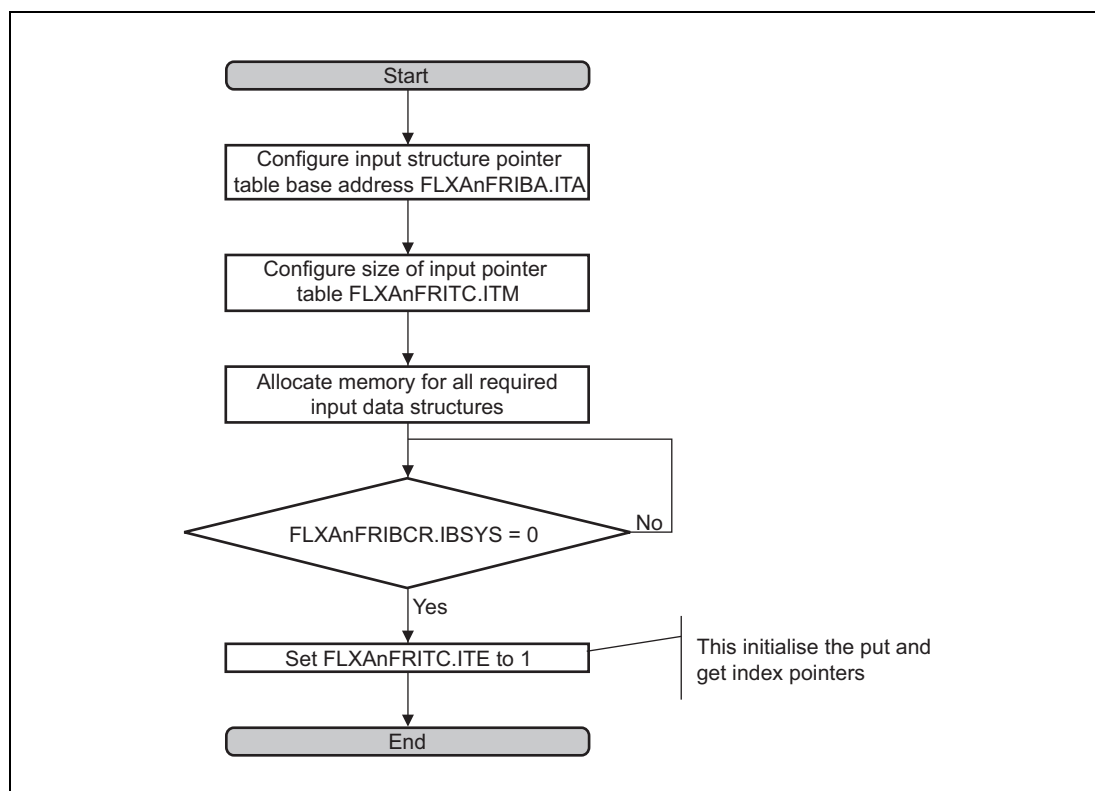 Start
Configure input structure pointer
table base address FLXAnFRIBA.ITA
Configure size of input pointer
table FLXAnFRITC.ITM
Allocate memory for all required
input data structures
FLXAnFRIBCR.IBSYS = 0
No
Yes
Set FLXAnFRITC.ITE to 1
This initialise the put and
get index pointers
End